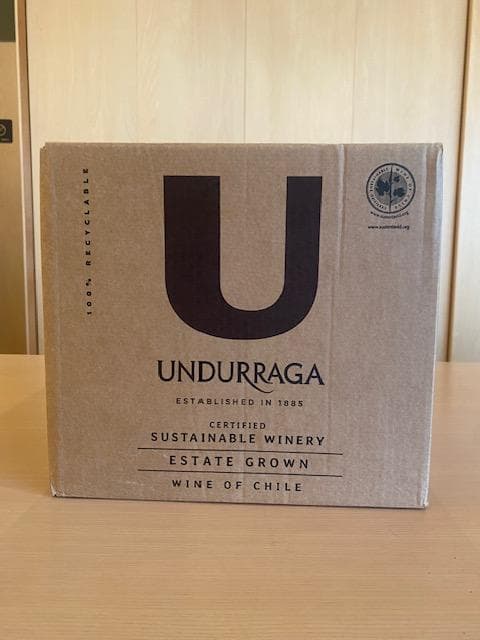 100% RECYCLABLE
U
UNDURRAGA
ESTABLISHED IN 1885
CERTIFIED
SUSTAINABLE WINERY
ESTATE GROWN
WINE OF CHILE